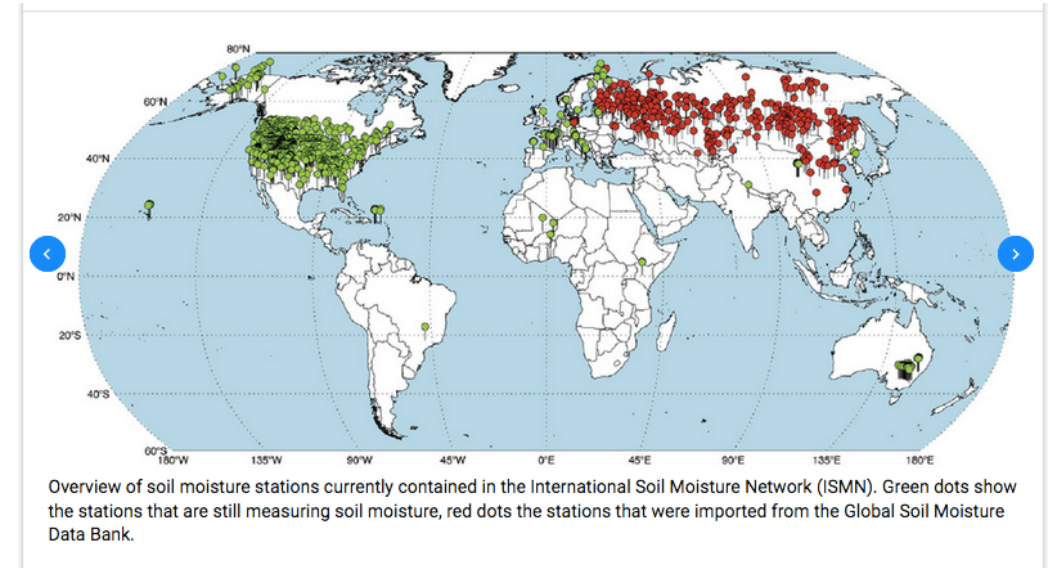 80°N
60°N
40°N
20°N
0°N
20°S
40°S
60°S
180°W 135°W 90°W 45°W 0°E 45°E 90°E 135°E 180°E
Overview of soil moisture stations currently contained in the International Soil Moisture Network (ISMN). Green dots show
the stations that are still measuring soil moisture, red dots the stations that were imported from the Global Soil Moisture
Data Bank.